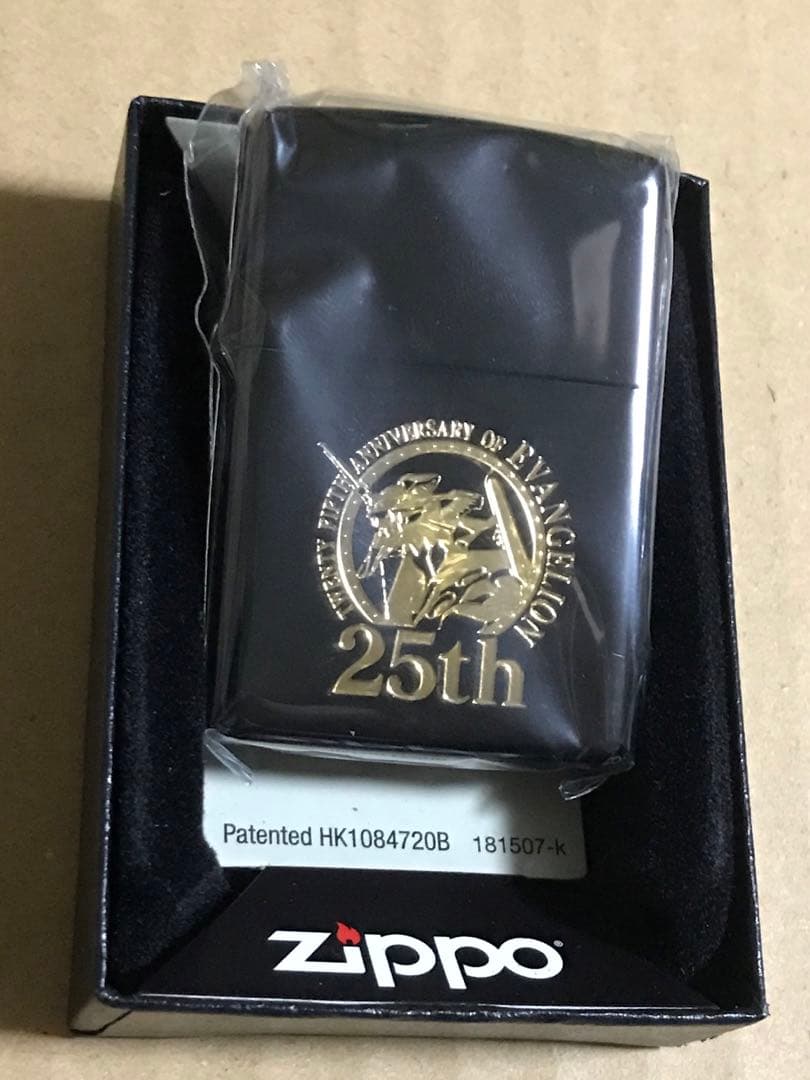 TWENTY FIFTH ANNIVERSARY OF EVANGELION
25th
Patented HK1084720B 181507-k
zippo